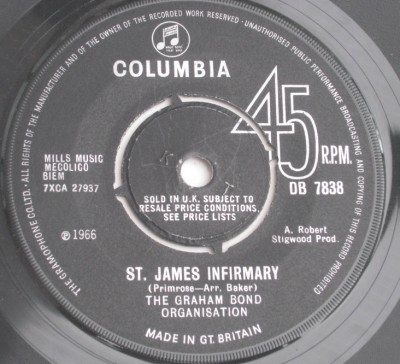 THE GRAMOPHONE CO. LTD. · ALL RIGHTS OF THE MANUFACTURER AND OF THE OWNER OF THE RECORDED WORK RESERVED · UNAUTHORISED PUBLIC PERFORMANCE BROADCASTING AND COPYING OF THIS RECORD PROHIBITED
COLUMBIA
45
R.P.M.
DB 7838
MILLS MUSIC
MECOLICO
BIEM
7XCA 27937
SOLD IN U.K. SUBJECT TO
RESALE PRICE CONDITIONS,
SEE PRICE LISTS
℗1966
A. Robert
Stigwood Prod.
ST. JAMES INFIRMARY
(Primrose—Arr. Baker)
THE GRAHAM BOND
ORGANISATION
MADE IN GT. BRITAIN